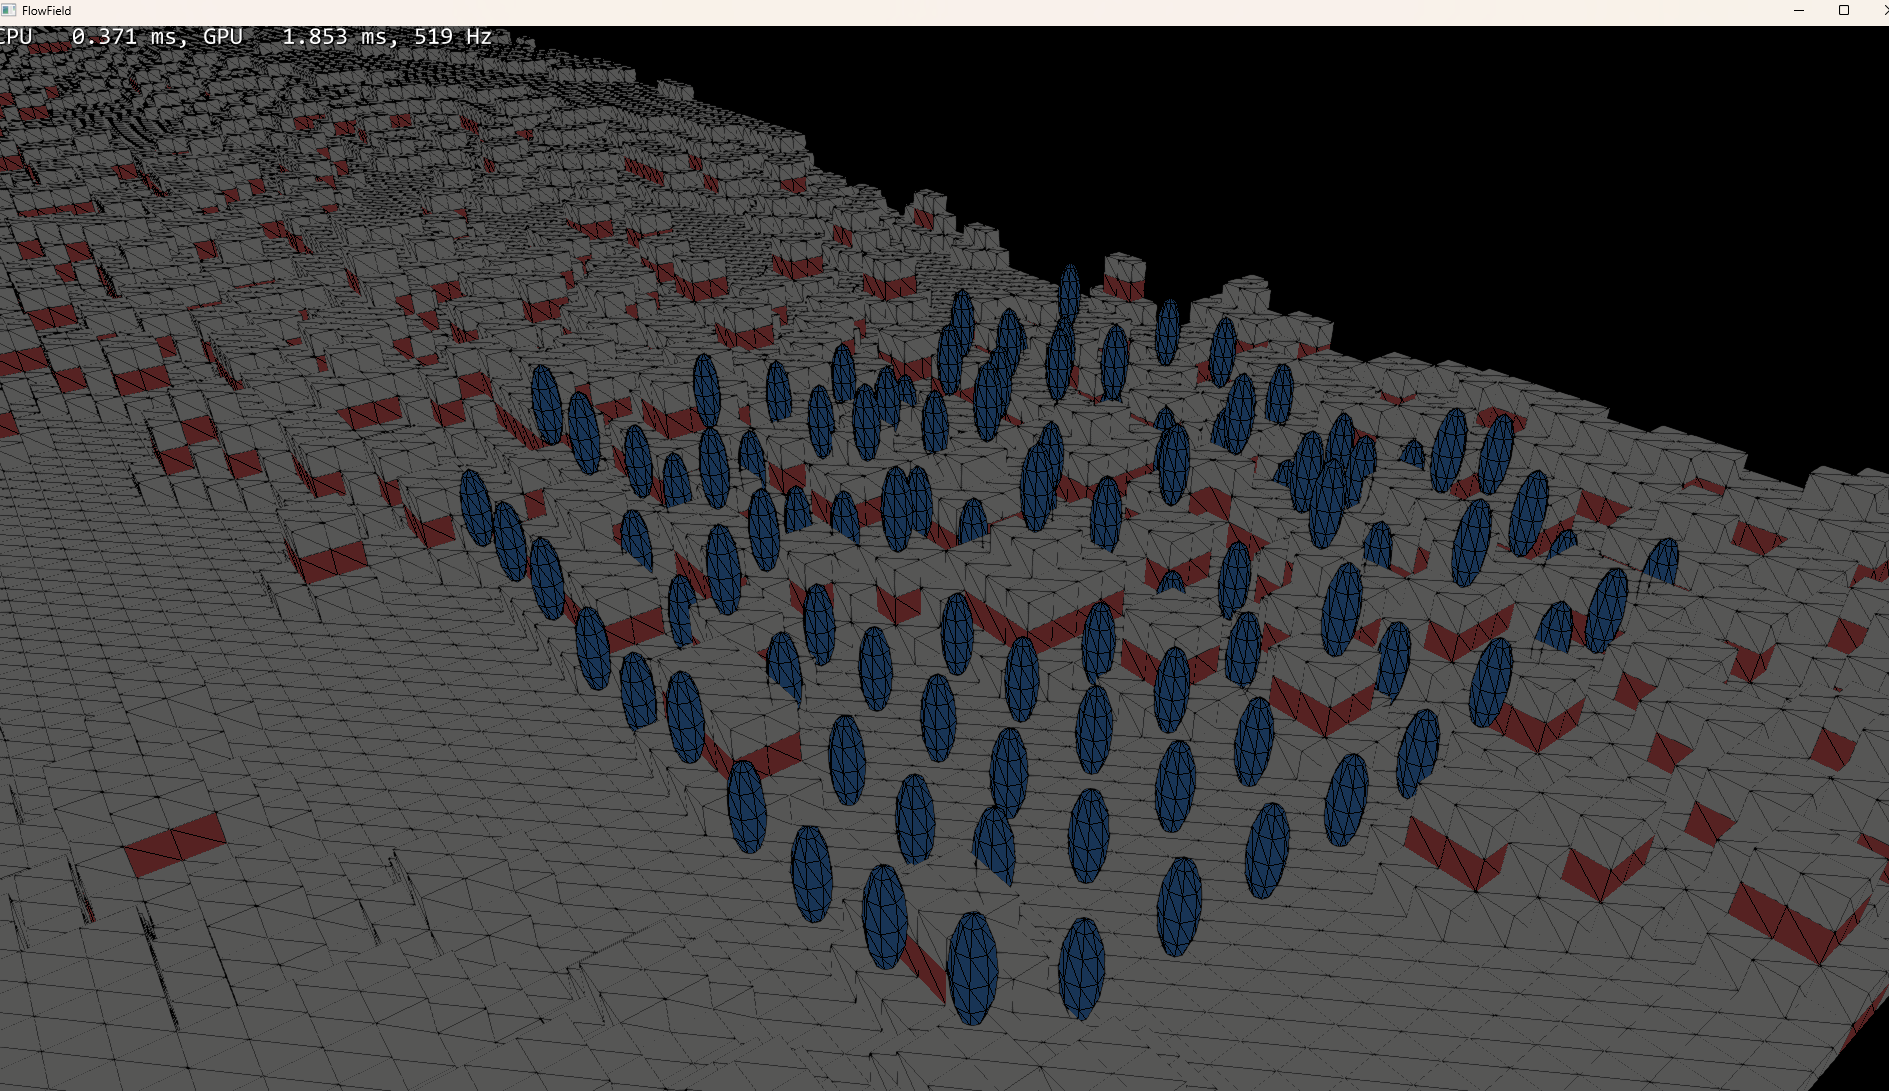 FlowField
CPU 0.371 ms, GPU 1.853 ms, 519 Hz